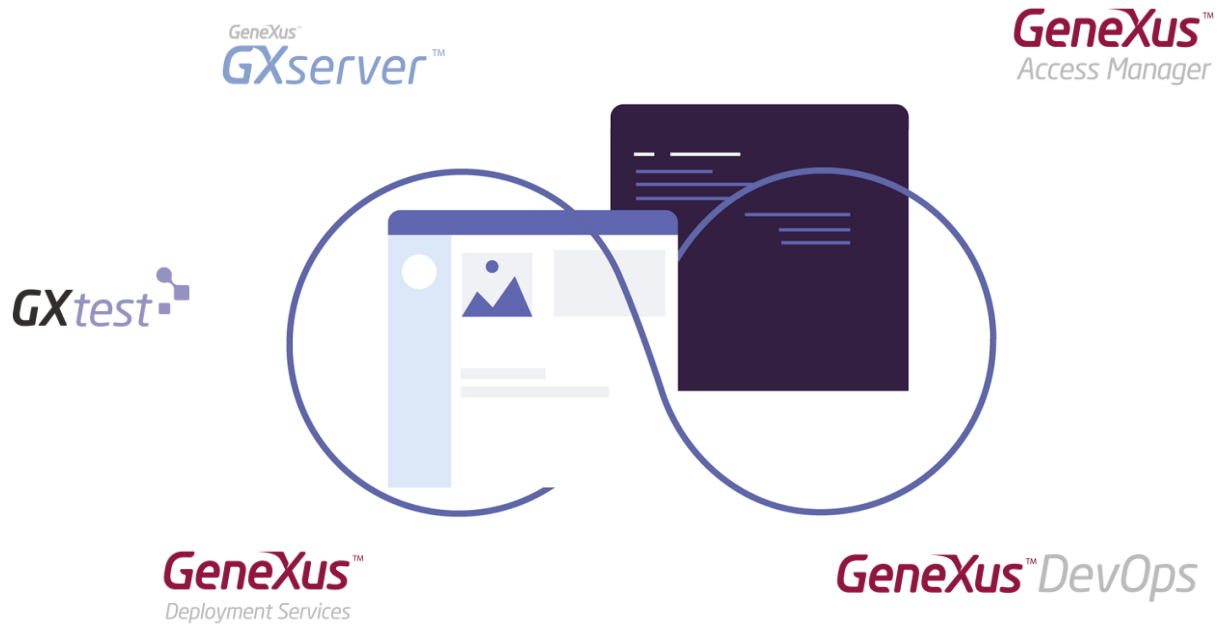 GeneXus™
GXserver™
GeneXus™
Access Manager
GXtest
GeneXus™
Deployment Services
GeneXus™ DevOps